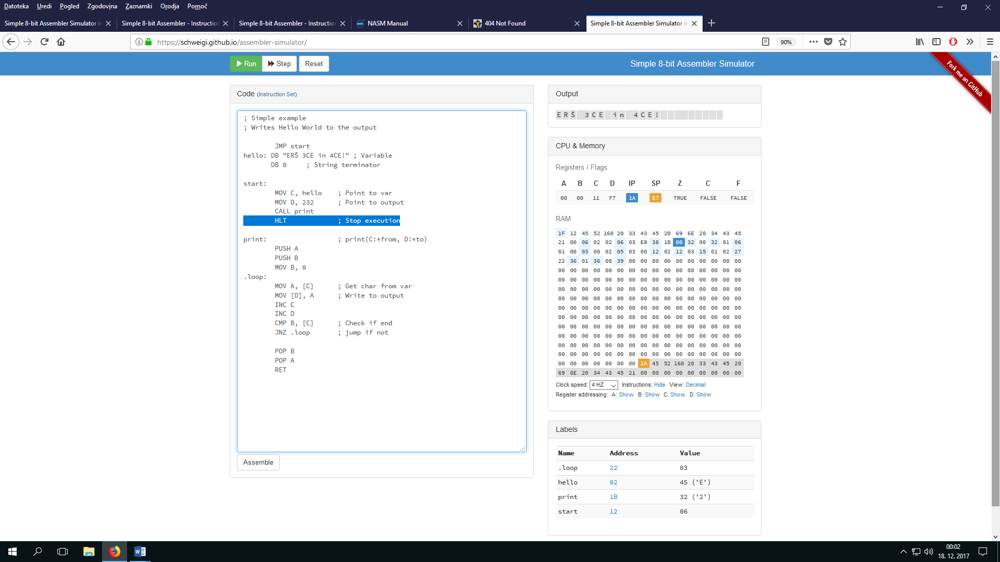 Datoteka Uredi Pogled Zgodovina Zaznamki Orodja Pomoč
Simple 8-bit Assembler Simulator in Simple 8-bit Assembler - Instruction Simple 8-bit Assembler - Instruction NASM Manual 404 Not Found Simple 8-bit Assembler Simulator in
https://schweigi.github.io/assembler-simulator/ 90%
Run Step Reset Simple 8-bit Assembler Simulator
Fork me on GitHub
Code (Instruction Set)
; Simple example
; Writes Hello World to the output
JMP start
hello: DB "ERŠ 3CE in 4CE!" ; Variable
DB 0 ; String terminator
start:
MOV C, hello ; Point to var
MOV D, 232 ; Point to output
CALL print
HLT ; Stop execution
print: ; print(C:*from, D:*to)
PUSH A
PUSH B
MOV B, 0
.loop:
MOV A, [C] ; Get char from var
MOV [D], A ; Write to output
INC C
INC D
CMP B, [C] ; Check if end
JNZ .loop ; jump if not
POP B
POP A
RET
Assemble
Output
ERŠ 3CE in 4CE!
CPU & Memory
Registers / Flags
A B C D IP SP Z C F
00 00 11 F7 1A E7 TRUE FALSE FALSE
RAM
1F 12 45 52 160 20 33 43 45 20 69 6E 20 34 43 45
21 00 06 02 02 06 03 E8 38 1B 00 32 00 32 01 06
01 00 03 00 02 05 03 00 12 02 12 03 15 01 02 27
22 36 01 36 00 39 00 00 00 00 00 00 00 00 00 00
00 00 00 00 00 00 00 00 00 00 00 00 00 00 00 00
00 00 00 00 00 00 00 00 00 00 00 00 00 00 00 00
00 00 00 00 00 00 00 00 00 00 00 00 00 00 00 00
00 00 00 00 00 00 00 00 00 00 00 00 00 00 00 00
00 00 00 00 00 00 00 00 00 00 00 00 00 00 00 00
00 00 00 00 00 00 00 00 00 00 00 00 00 00 00 00
00 00 00 00 00 00 00 00 00 00 00 00 00 00 00 00
00 00 00 00 00 00 00 00 00 00 00 00 00 00 00 00
00 00 00 00 00 00 00 00 00 00 00 00 00 00 00 00
00 00 00 00 00 00 00 00 00 00 00 00 00 00 00 00
00 00 00 00 00 00 00 1A 45 52 160 20 33 43 45 20
69 6E 20 34 43 45 21 00 00 00 00 00 00 00 00 00
Clock speed: 4 HZ Instructions: Hide View: Decimal
Register addressing: A: Show B: Show C: Show D: Show
Labels
Name Address Value
.loop 22 03
hello 02 45 ('E')
print 1B 32 ('2')
start 12 06
00:02
18. 12. 2017